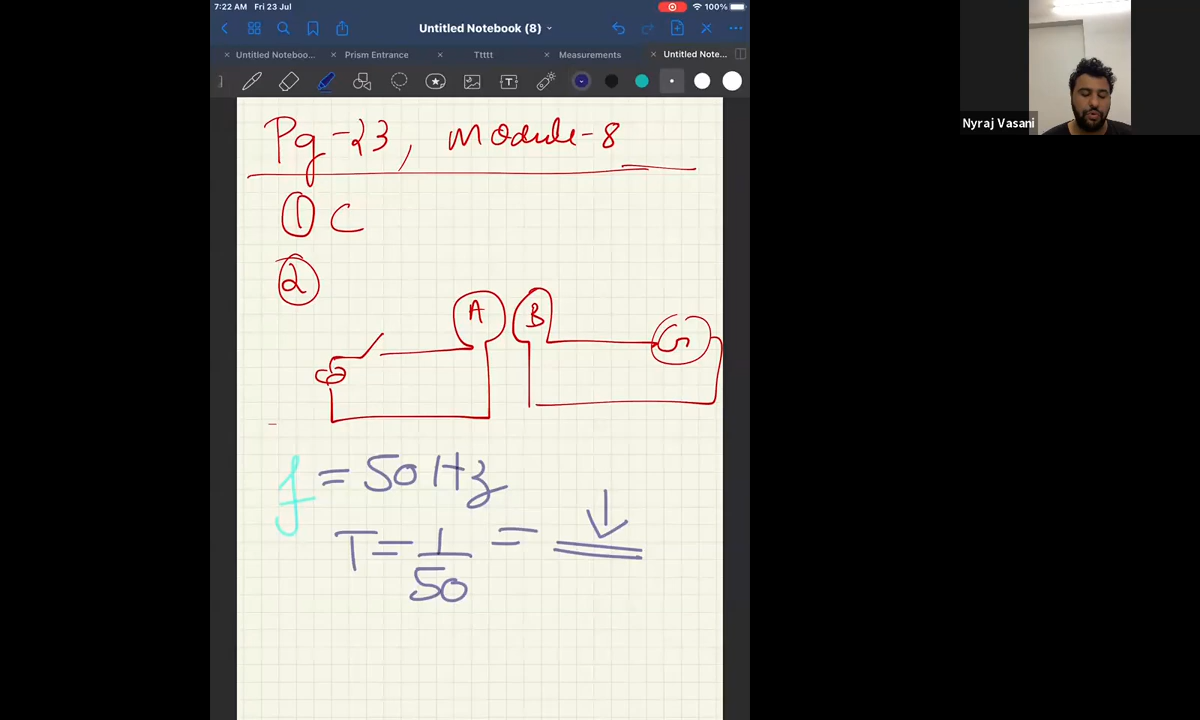 7:22 AM Fri 23 Jul
100%
Untitled Notebook (8)
Untitled Noteboo...
Prism Entrance
Ttttt
Measurements
Untitled Note...
T
Nyraj Vasani
Pg-23, Module-8
① C
②
A B G
f = 50 Hz
T = 1/50 =